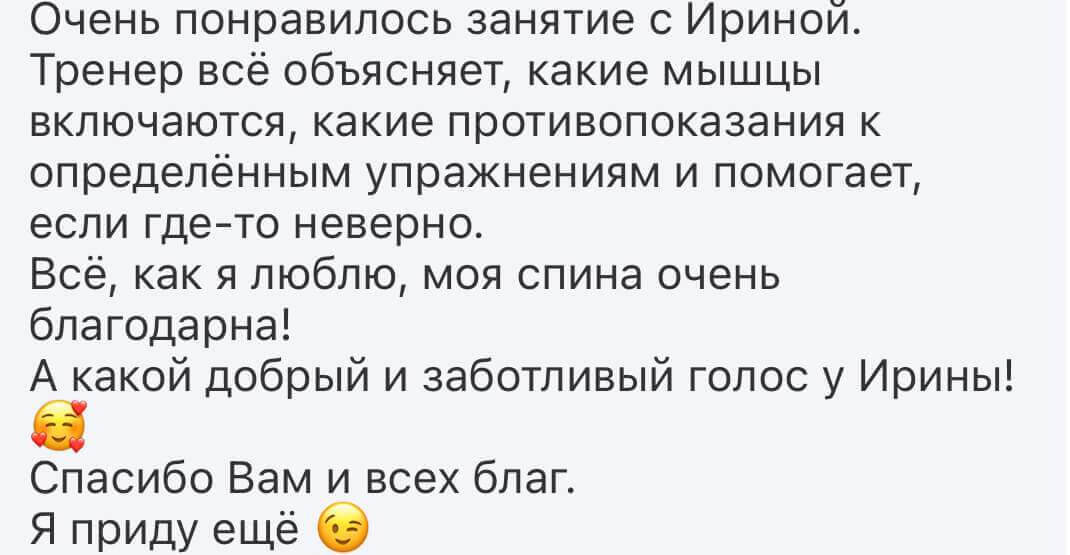 Очень понравилось занятие с Ириной.
Тренер всё объясняет, какие мышцы
включаются, какие противопоказания к
определённым упражнениям и помогает,
если где-то неверно.
Всё, как я люблю, моя спина очень
благодарна!
А какой добрый и заботливый голос у Ирины!
🥰
Спасибо Вам и всех благ.
Я приду ещё 😉